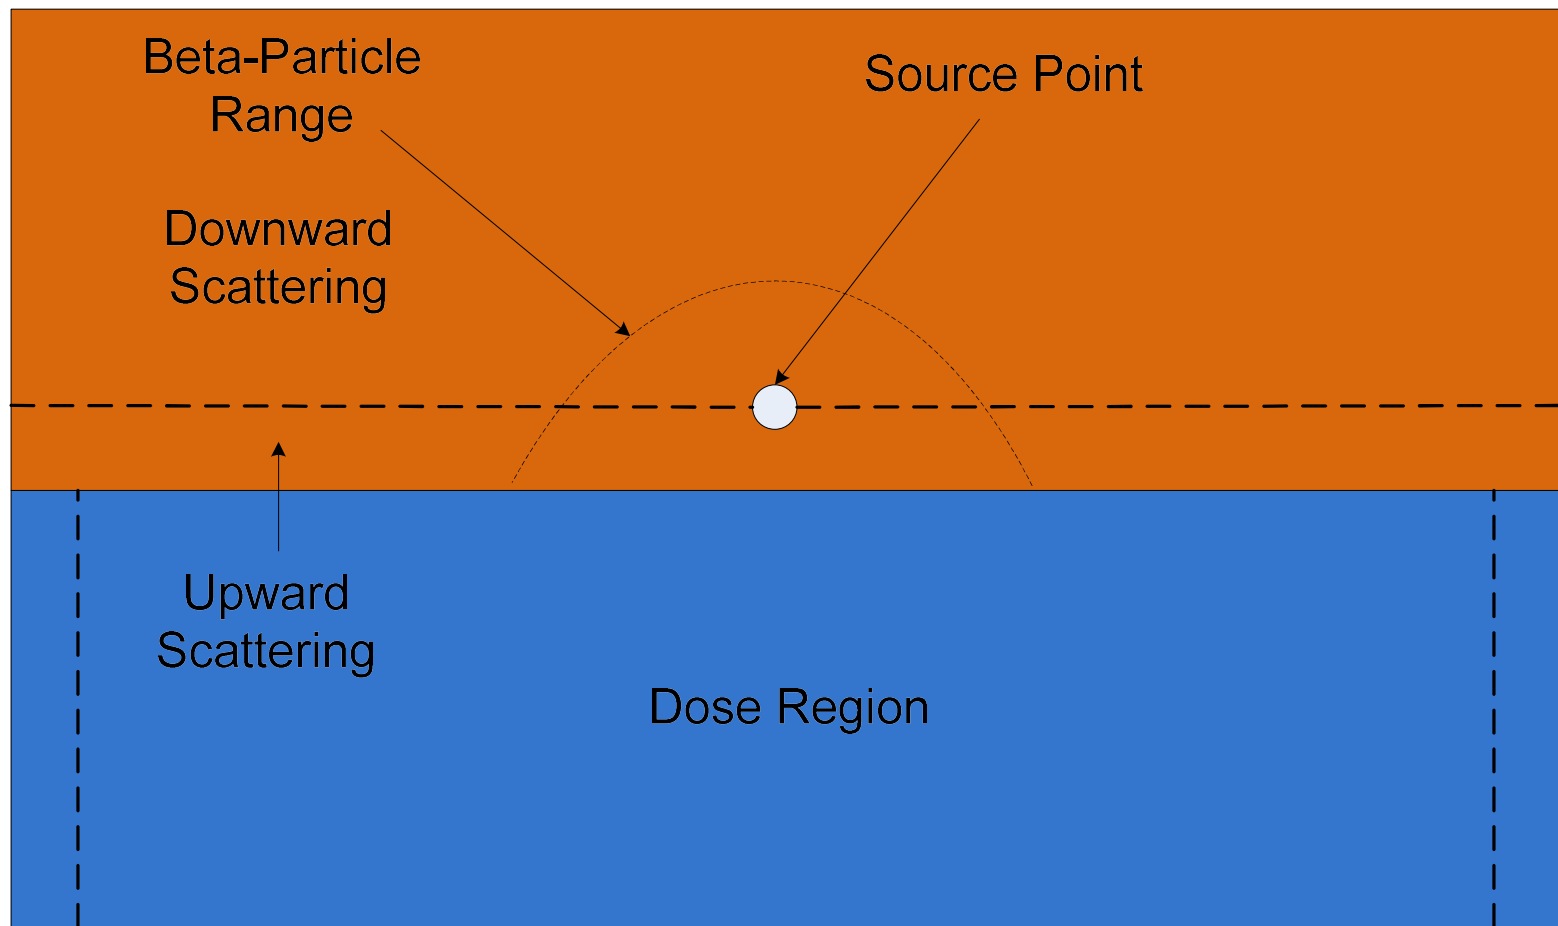 Beta-Particle
Range
Source Point
Downward
Scattering
Upward
Scattering
Dose Region